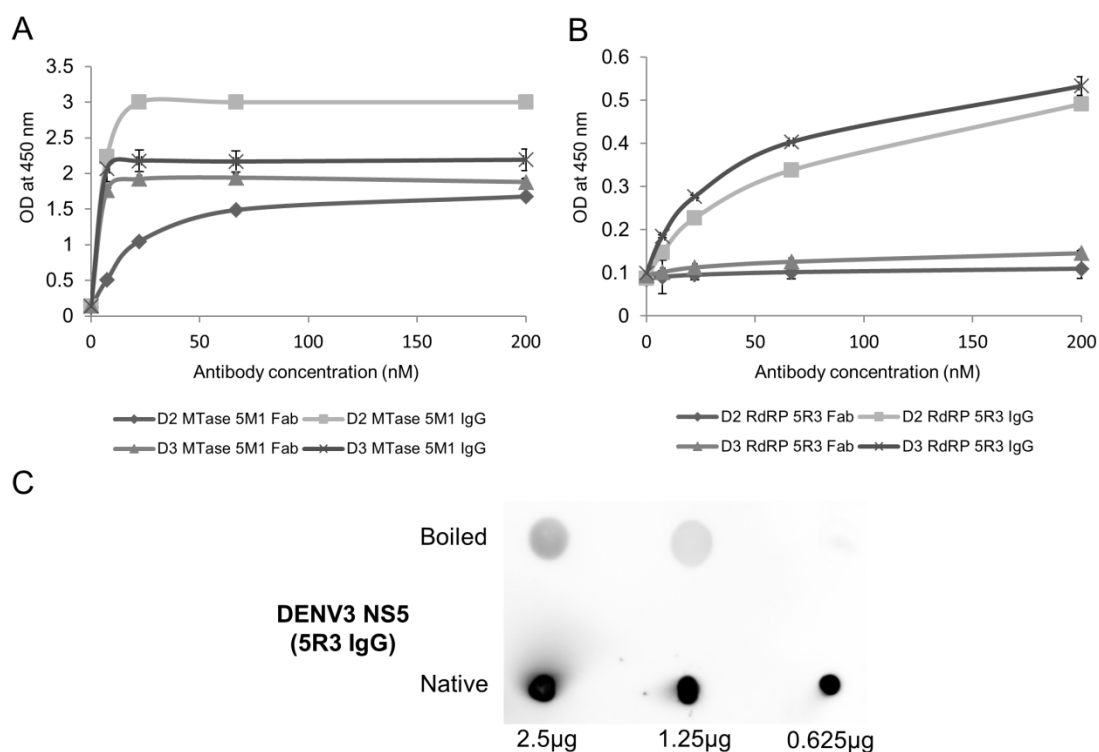 A
3.5
3
2.5
2
1.5
1
0.5
0
OD at 450 nm
0 50 100 150 200
Antibody concentration (nM)
D2 MTase 5M1 Fab D2 MTase 5M1 IgG
D3 MTase 5M1 Fab D3 MTase 5M1 IgG
B
0.6
0.5
0.4
0.3
0.2
0.1
0
OD at 450 nm
0 50 100 150 200
Antibody concentration (nM)
D2 RdRP 5R3 Fab D2 RdRP 5R3 IgG
D3 RdRP 5R3 Fab D3 RdRP 5R3 IgG
C
Boiled
DENV3 NS5
(5R3 IgG)
Native
2.5µg 1.25µg 0.625µg